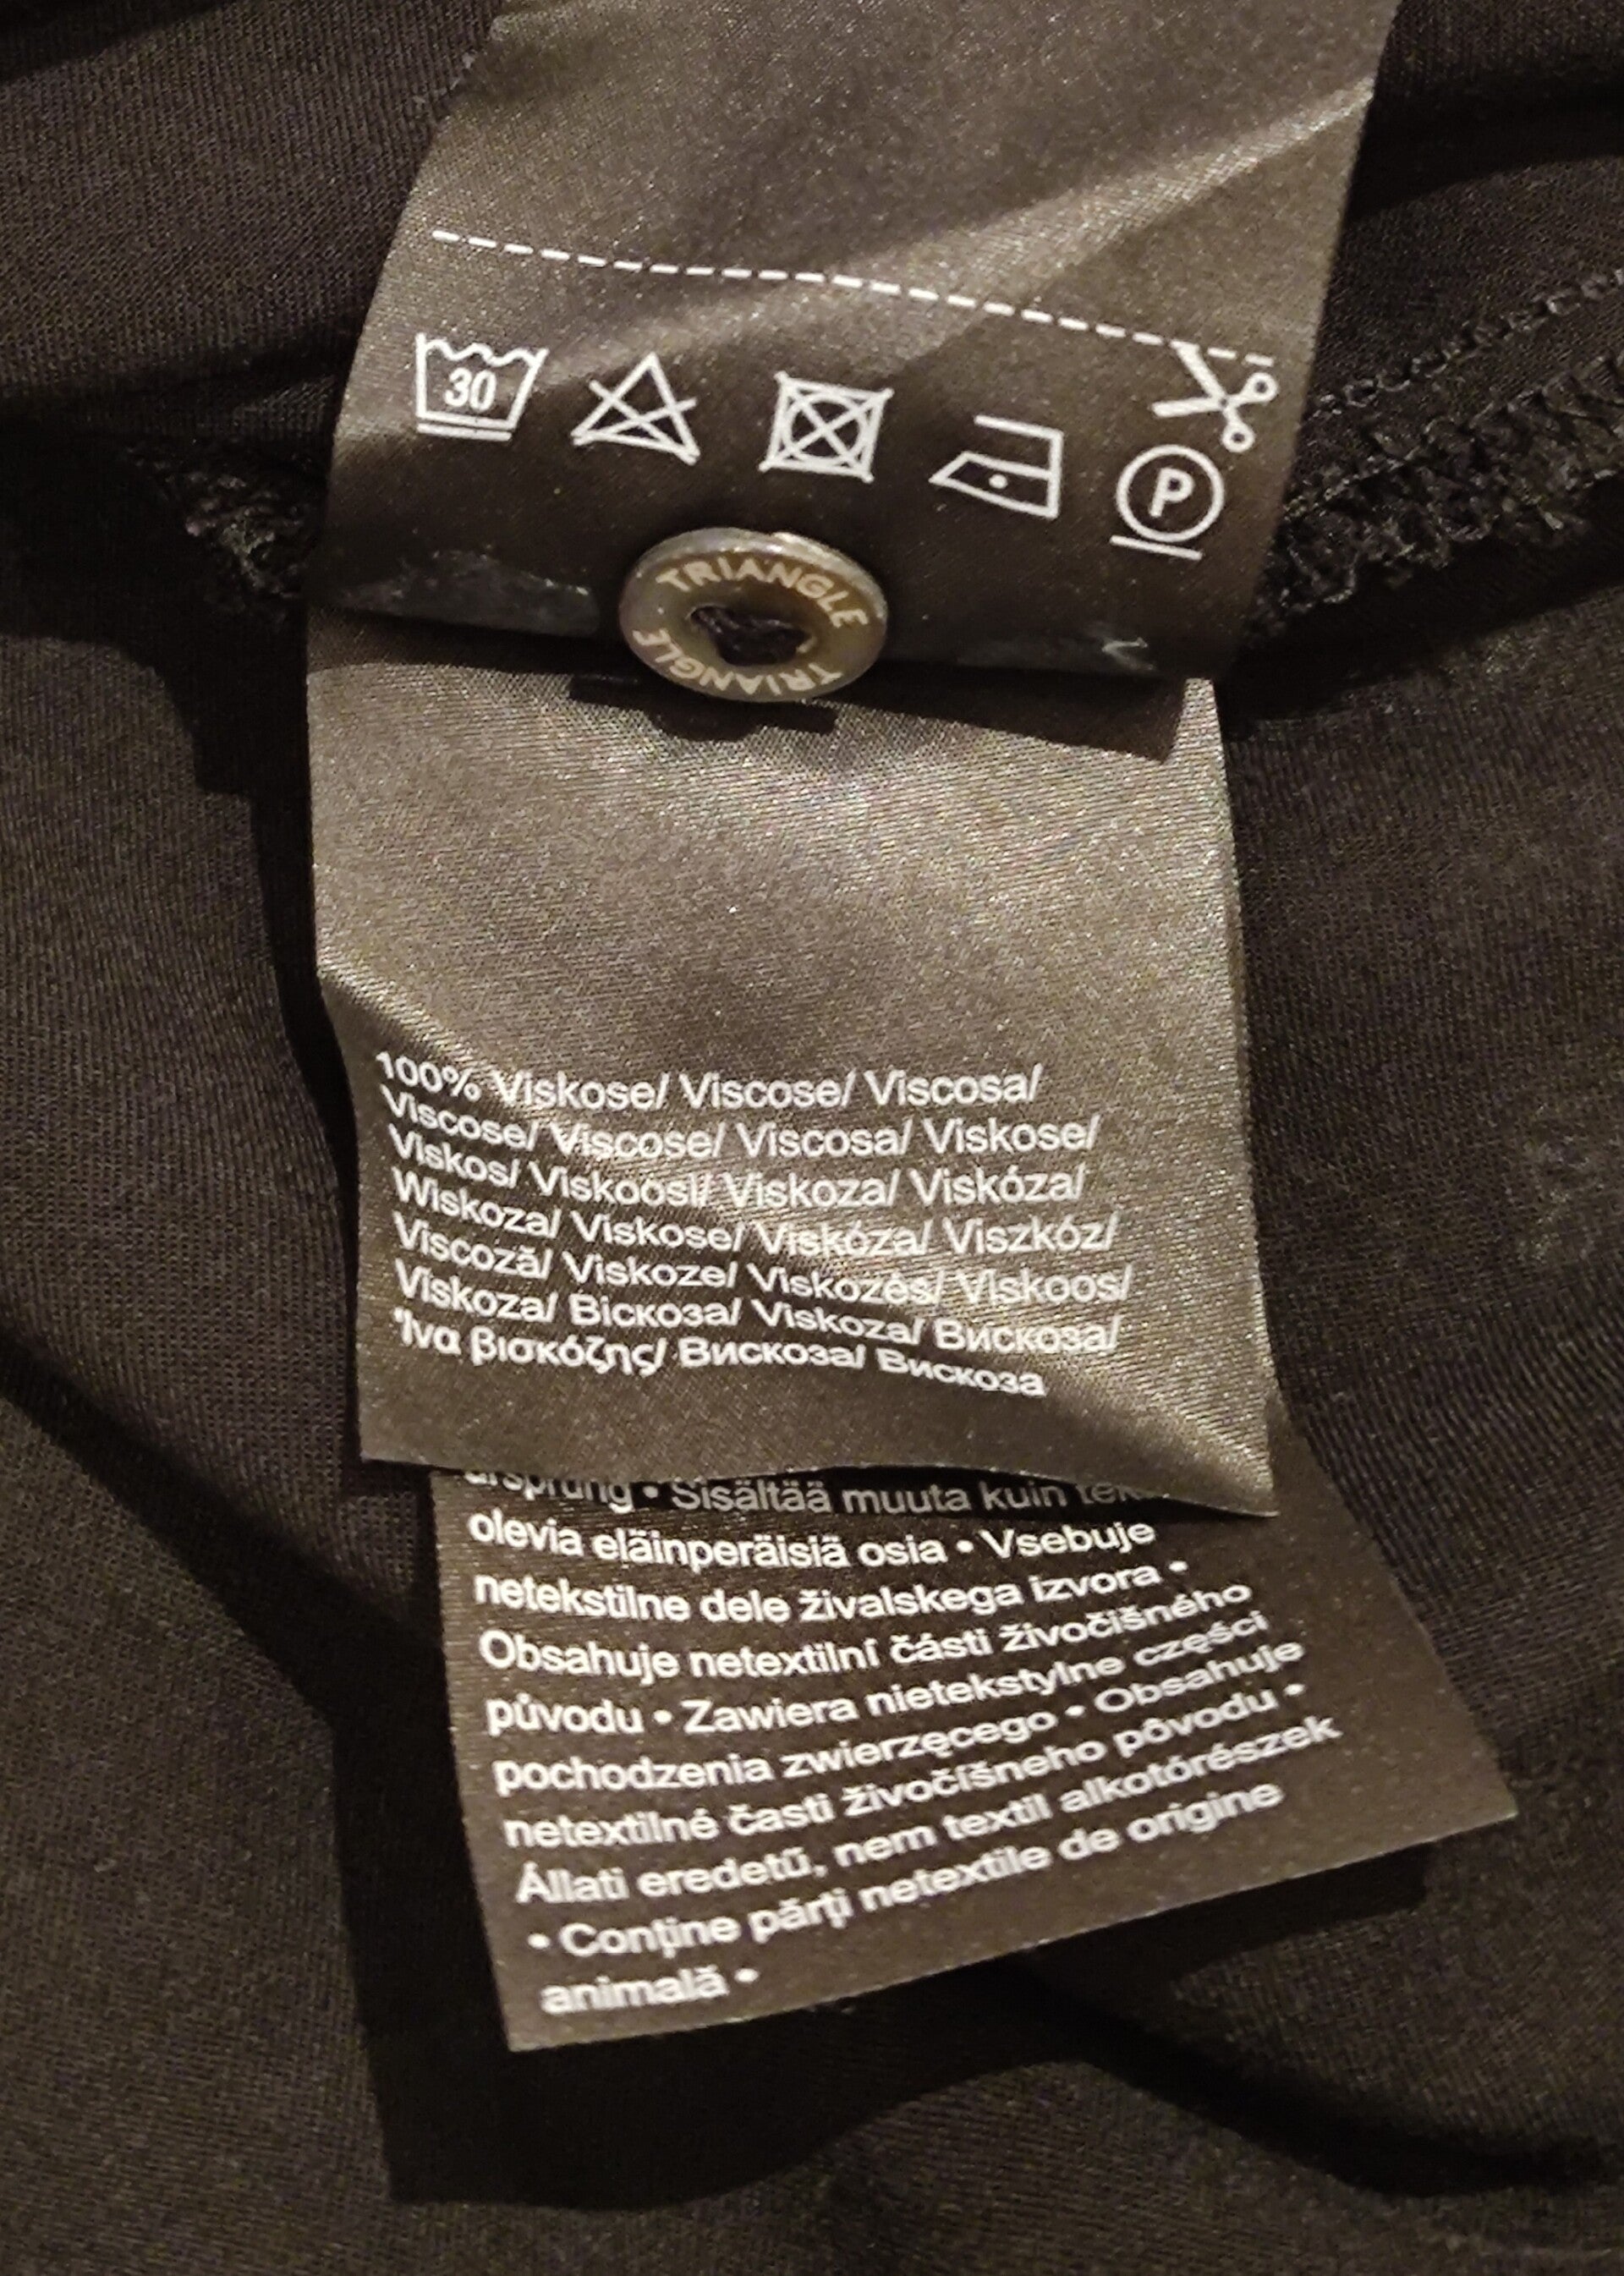 30
P
TRIANGLE
TRIANGLE
100% Viskose/ Viscose/ Viscosa/
Viscose/ Viscose/ Viscosa/ Viskose/
Viskos/ Viskoosi/ Viskoza/ Viskóza/
Wiskoza/ Viskose/ Viskóza/ Viszkóz/
Viscoză/ Viskoze/ Viskozės/ Viskoos/
Viskoza/ Віскоза/ Viskoza/ Вискоза/
Ίνα βισκόζης/ Вискоза/ Вискоза
ursprung • Sisältää muuta kuin
olevia eläinperäisiä osia • Vsebuje
netekstilne dele živalskega izvora •
Obsahuje netextilní části živočišného
původu • Zawiera nietekstylne części
pochodzenia zwierzęcego • Obsahuje
netextilné časti živočíšneho pôvodu •
Állati eredetű, nem textil alkotórészek
• Conţine părţi netextile de origine
animală •